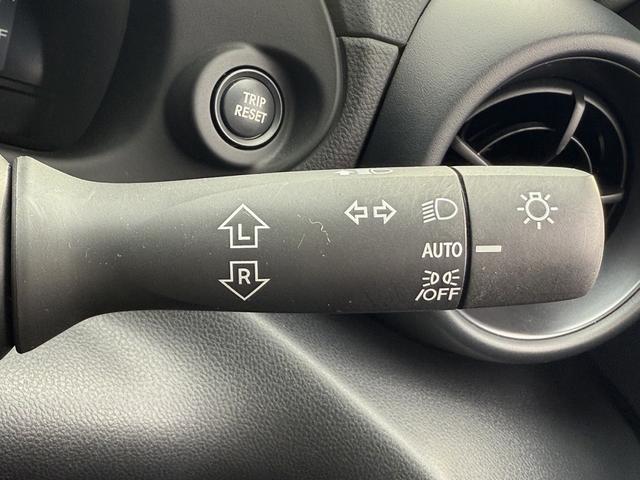 F
TRIP
RESET
L
R
AUTO
/OFF